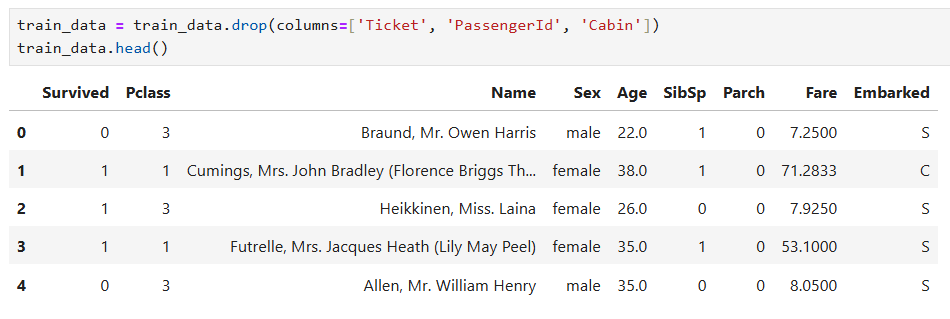 train_data = train_data.drop(columns=['Ticket', 'PassengerId', 'Cabin'])
train_data.head()
Survived Pclass Name Sex Age SibSp Parch Fare Embarked
0 0 3 Braund, Mr. Owen Harris male 22.0 1 0 7.2500 S
1 1 1 Cumings, Mrs. John Bradley (Florence Briggs Th... female 38.0 1 0 71.2833 C
2 1 3 Heikkinen, Miss. Laina female 26.0 0 0 7.9250 S
3 1 1 Futrelle, Mrs. Jacques Heath (Lily May Peel) female 35.0 1 0 53.1000 S
4 0 3 Allen, Mr. William Henry male 35.0 0 0 8.0500 S